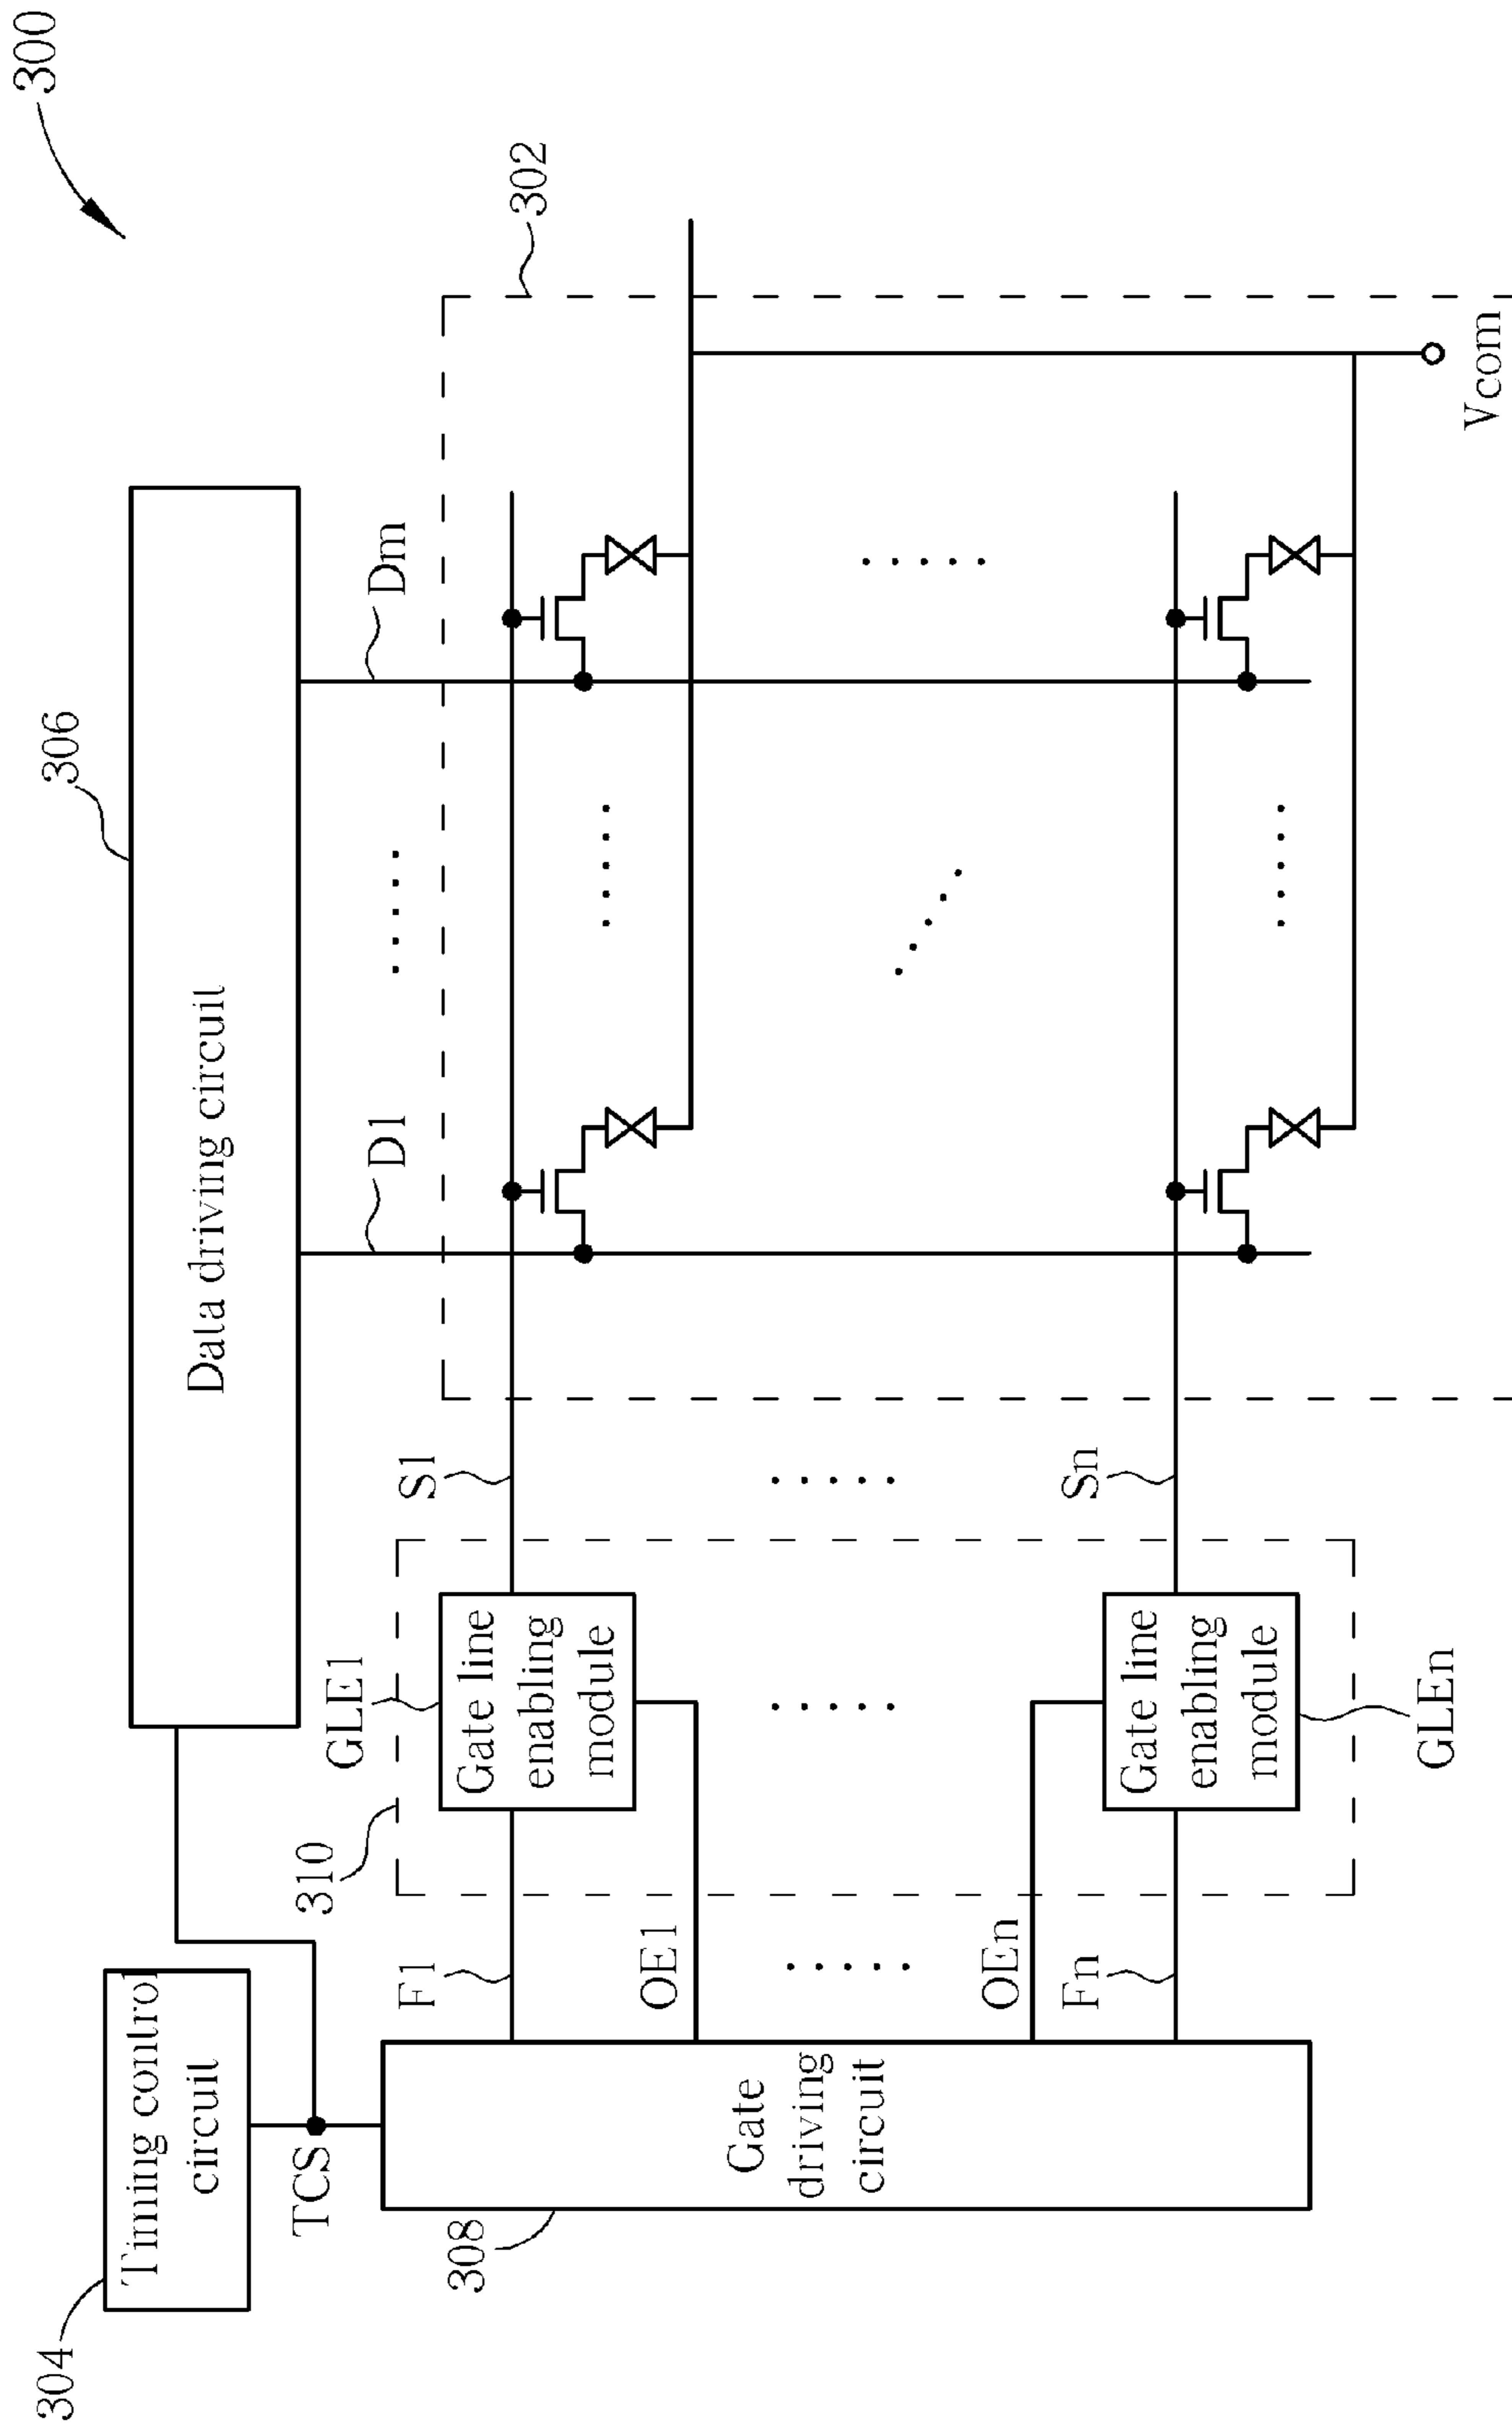 300
304
Timing control
circuit
306
Data driving circuit
TCS
310
GLE1
D1
Dm
302
308
Gate
driving
circuit
F1
Gate line
enabling
module
S1
OE1
.....
OEn
Fn
Gate line
enabling
module
Sn
GLEn
Vcom